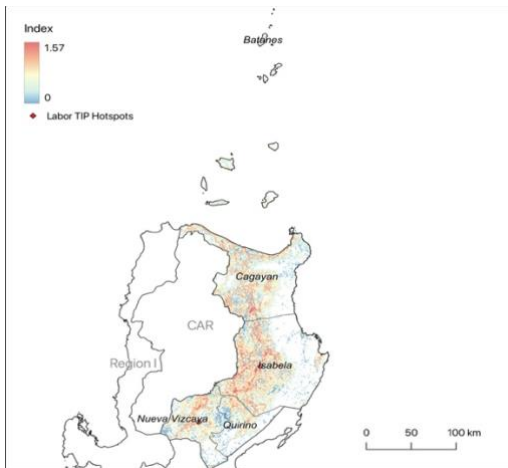 Index
1.57
0
Labor TIP Hotspots
Batanes
Cagayan
CAR
Region I
Isabela
Nueva Vizcaya
Quirino
0 50 100 km